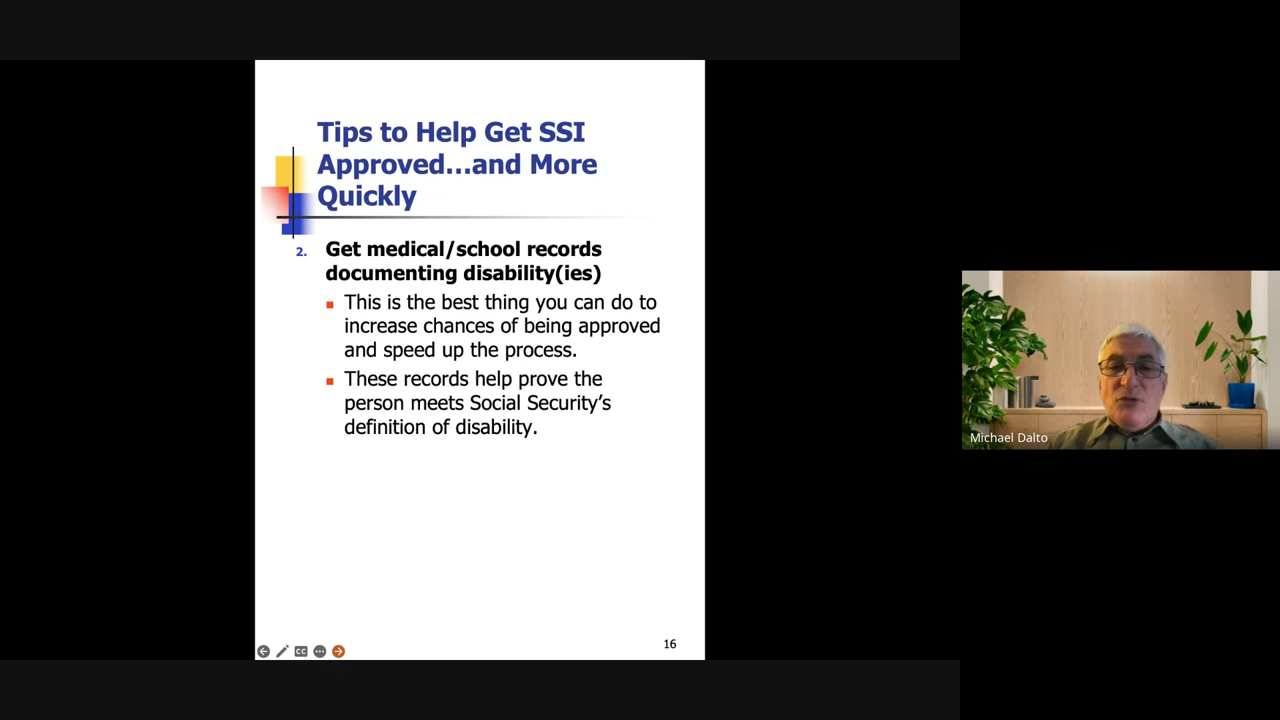 Tips to Help Get SSI
Approved…and More
Quickly
2. Get medical/school records
documenting disability(ies)
This is the best thing you can do to
increase chances of being approved
and speed up the process.
These records help prove the
person meets Social Security’s
definition of disability.
16
CC
Michael Dalto